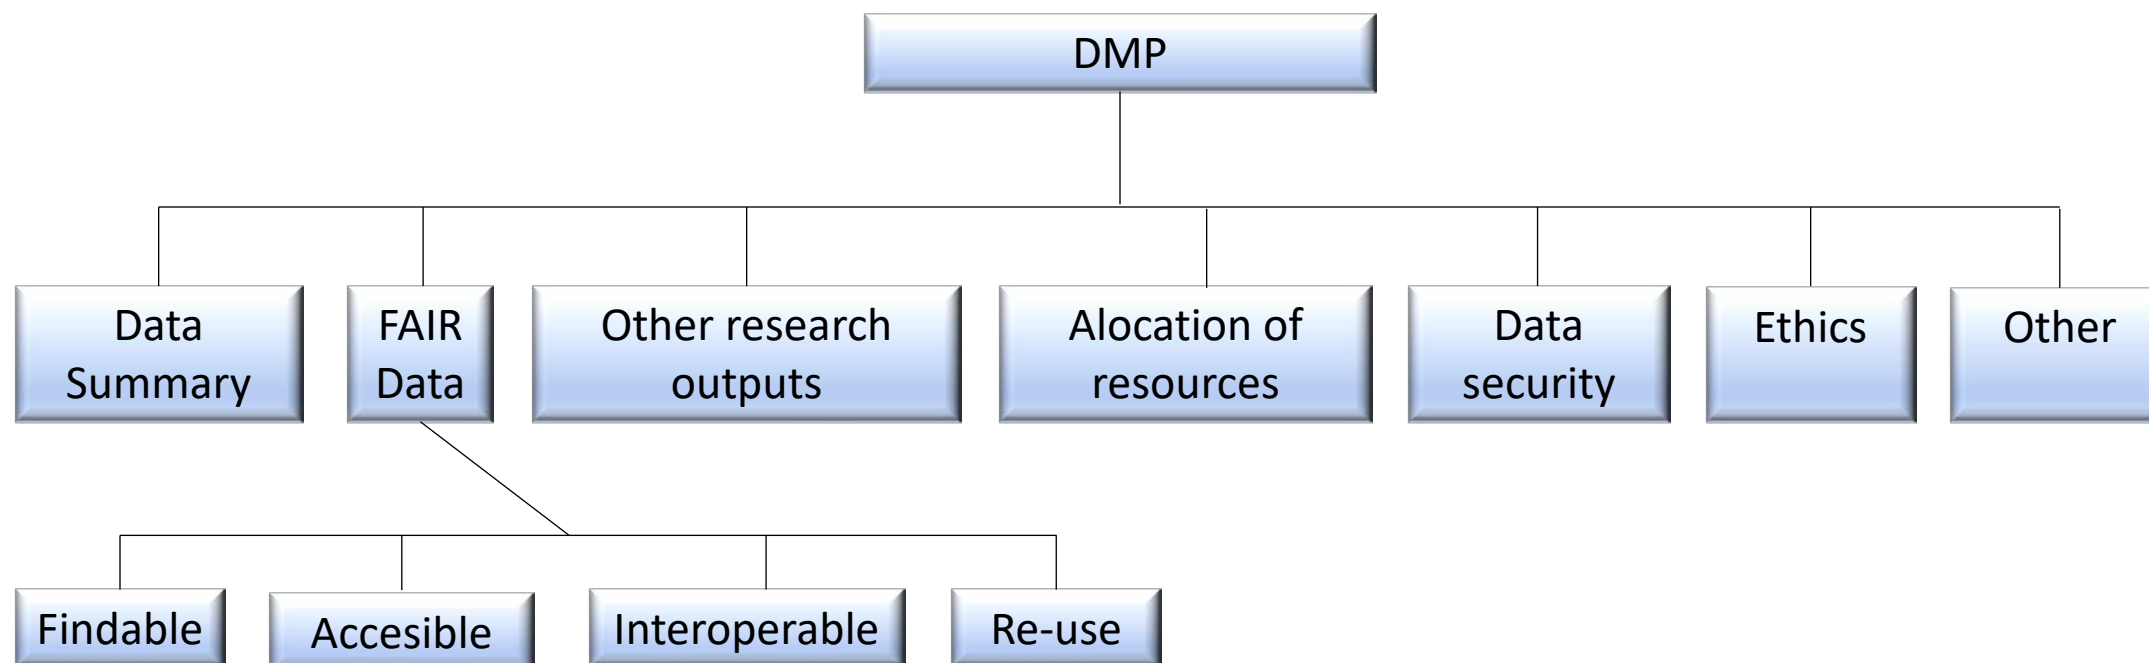 DMP
Data
Summary
FAIR
Data
Other research
outputs
Alocation of
resources
Data
security
Ethics
Other
Findable
Accesible
Interoperable
Re-use